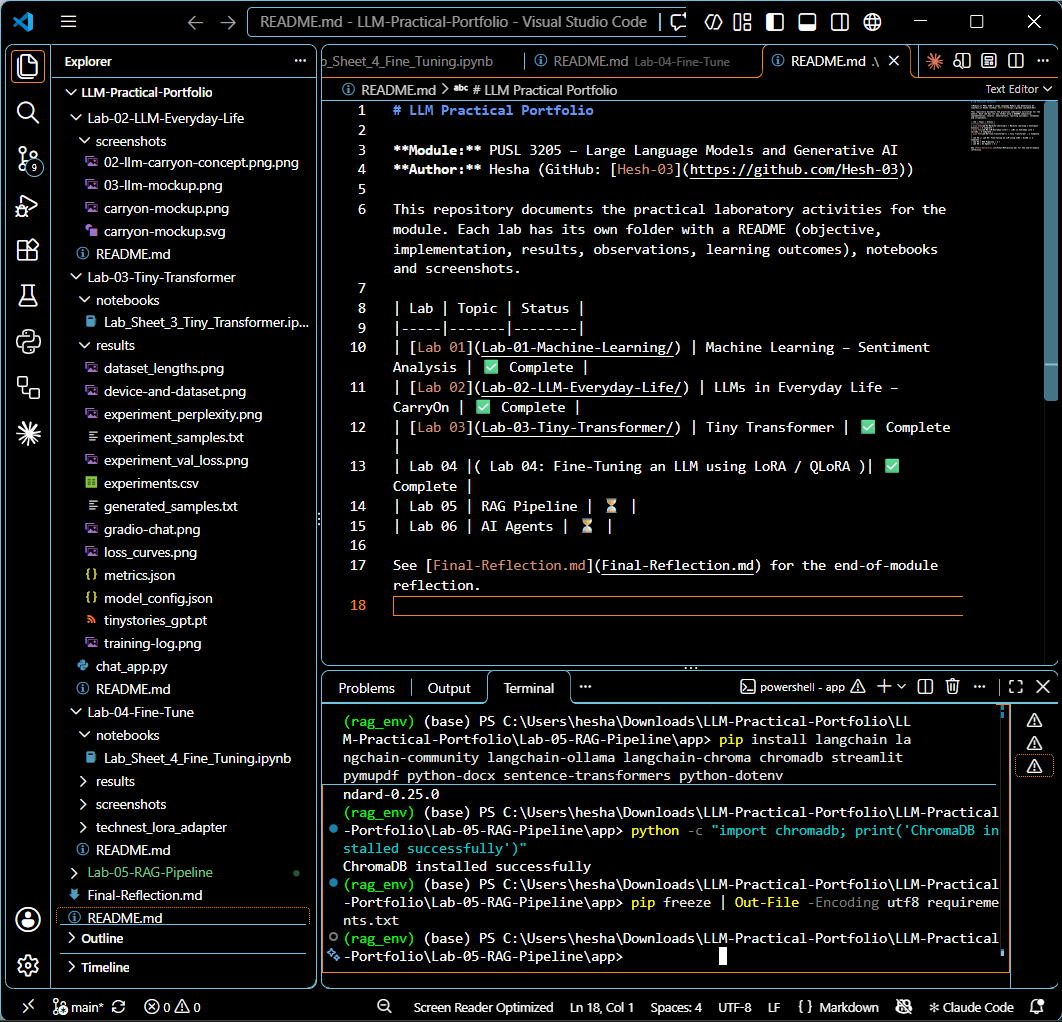 README.md - LLM-Practical-Portfolio - Visual Studio Code
Explorer
LLM-Practical-Portfolio
Lab-02-LLM-Everyday-Life
screenshots
02-llm-carryon-concept.png.png
03-llm-mockup.png
carryon-mockup.png
carryon-mockup.svg
README.md
Lab-03-Tiny-Transformer
notebooks
Lab_Sheet_3_Tiny_Transformer.ip...
results
dataset_lengths.png
device-and-dataset.png
experiment_perplexity.png
experiment_samples.txt
experiment_val_loss.png
experiments.csv
generated_samples.txt
gradio-chat.png
loss_curves.png
metrics.json
model_config.json
tinystories_gpt.pt
training-log.png
chat_app.py
README.md
Lab-04-Fine-Tune
notebooks
Lab_Sheet_4_Fine_Tuning.ipynb
results
screenshots
technest_lora_adapter
README.md
Lab-05-RAG-Pipeline
Final-Reflection.md
README.md
Outline
Timeline
9
_Sheet_4_Fine_Tuning.ipynb
README.md Lab-04-Fine-Tune
README.md .\
README.md > # LLM Practical Portfolio
Text Editor
1 # LLM Practical Portfolio
2
3 **Module:** PUSL 3205 – Large Language Models and Generative AI
4 **Author:** Hesha (GitHub: [Hesh-03](https://github.com/Hesh-03))
5
6 This repository documents the practical laboratory activities for the
module. Each lab has its own folder with a README (objective,
implementation, results, observations, learning outcomes), notebooks
and screenshots.
7
8 | Lab | Topic | Status |
9 |-----|-------|--------|
10 | [Lab 01](Lab-01-Machine-Learning/) | Machine Learning – Sentiment
Analysis | ✅ Complete |
11 | [Lab 02](Lab-02-LLM-Everyday-Life/) | LLMs in Everyday Life –
CarryOn | ✅ Complete |
12 | [Lab 03](Lab-03-Tiny-Transformer/) | Tiny Transformer | ✅ Complete
|
13 | Lab 04 |( Lab 04: Fine-Tuning an LLM using LoRA / QLoRA )| ✅
Complete |
14 | Lab 05 | RAG Pipeline | ⏳ |
15 | Lab 06 | AI Agents | ⏳ |
16
17 See [Final-Reflection.md](Final-Reflection.md) for the end-of-module
reflection.
18
Problems
Output
Terminal
powershell - app
(rag_env) (base) PS C:\Users\hesha\Downloads\LLM-Practical-Portfolio\LL
M-Practical-Portfolio\Lab-05-RAG-Pipeline\app> pip install langchain la
ngchain-community langchain-ollama langchain-chroma chromadb streamlit
pymupdf python-docx sentence-transformers python-dotenv
ndard-0.25.0
(rag_env) (base) PS C:\Users\hesha\Downloads\LLM-Practical-Portfolio\LLM-Practical
-Portfolio\Lab-05-RAG-Pipeline\app> python -c "import chromadb; print('ChromaDB in
stalled successfully')"
ChromaDB installed successfully
(rag_env) (base) PS C:\Users\hesha\Downloads\LLM-Practical-Portfolio\LLM-Practical
-Portfolio\Lab-05-RAG-Pipeline\app> pip freeze | Out-File -Encoding utf8 requireme
nts.txt
(rag_env) (base) PS C:\Users\hesha\Downloads\LLM-Practical-Portfolio\LLM-Practical
-Portfolio\Lab-05-RAG-Pipeline\app>
main* 0 0 Screen Reader Optimized Ln 18, Col 1 Spaces: 4 UTF-8 LF {} Markdown Claude Code